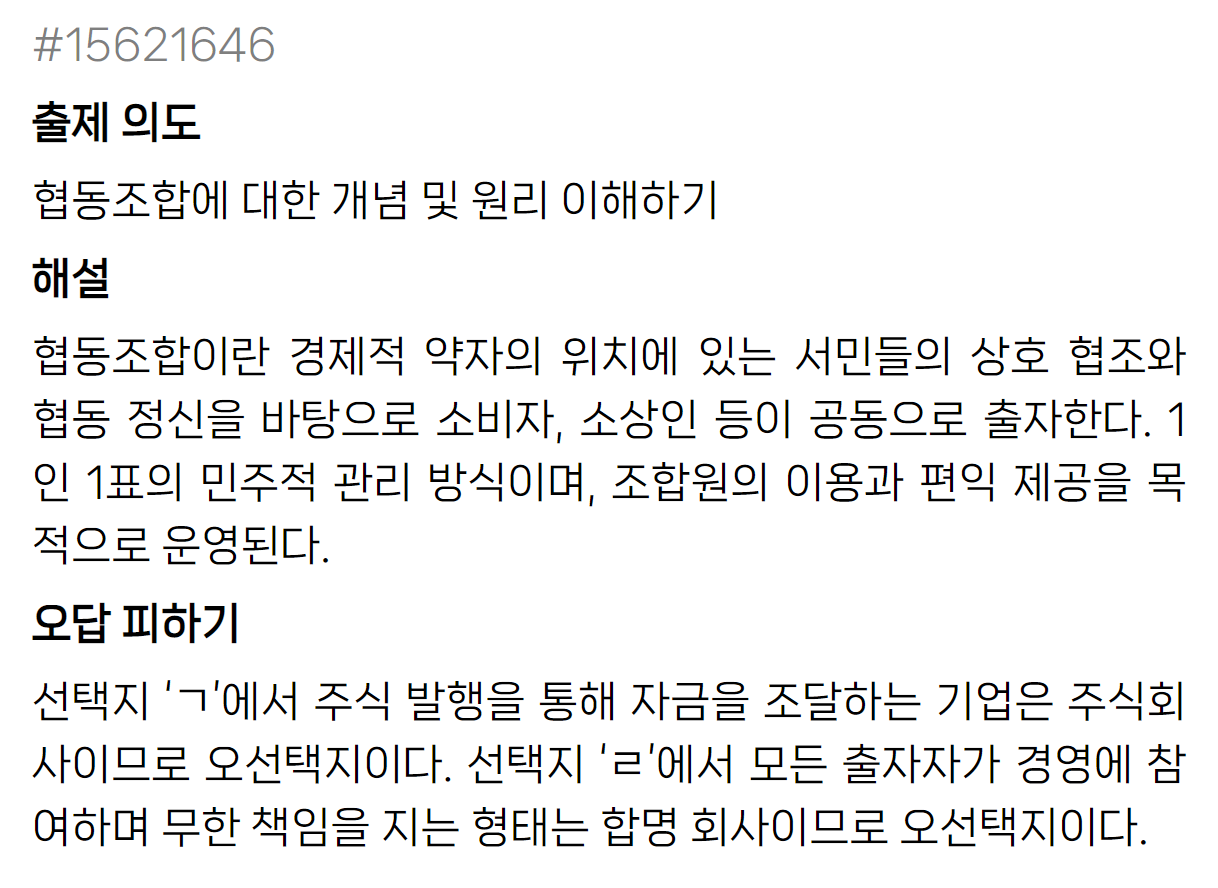 #15621646
출제 의도
협동조합에 대한 개념 및 원리 이해하기
해설
협동조합이란 경제적 약자의 위치에 있는 서민들의 상호 협조와
협동 정신을 바탕으로 소비자, 소상인 등이 공동으로 출자한다. 1
인 1표의 민주적 관리 방식이며, 조합원의 이용과 편익 제공을 목
적으로 운영된다.
오답 피하기
선택지 ‘ㄱ’에서 주식 발행을 통해 자금을 조달하는 기업은 주식회
사이므로 오선택지이다. 선택지 ‘ㄹ’에서 모든 출자자가 경영에 참
여하며 무한 책임을 지는 형태는 합명 회사이므로 오선택지이다.